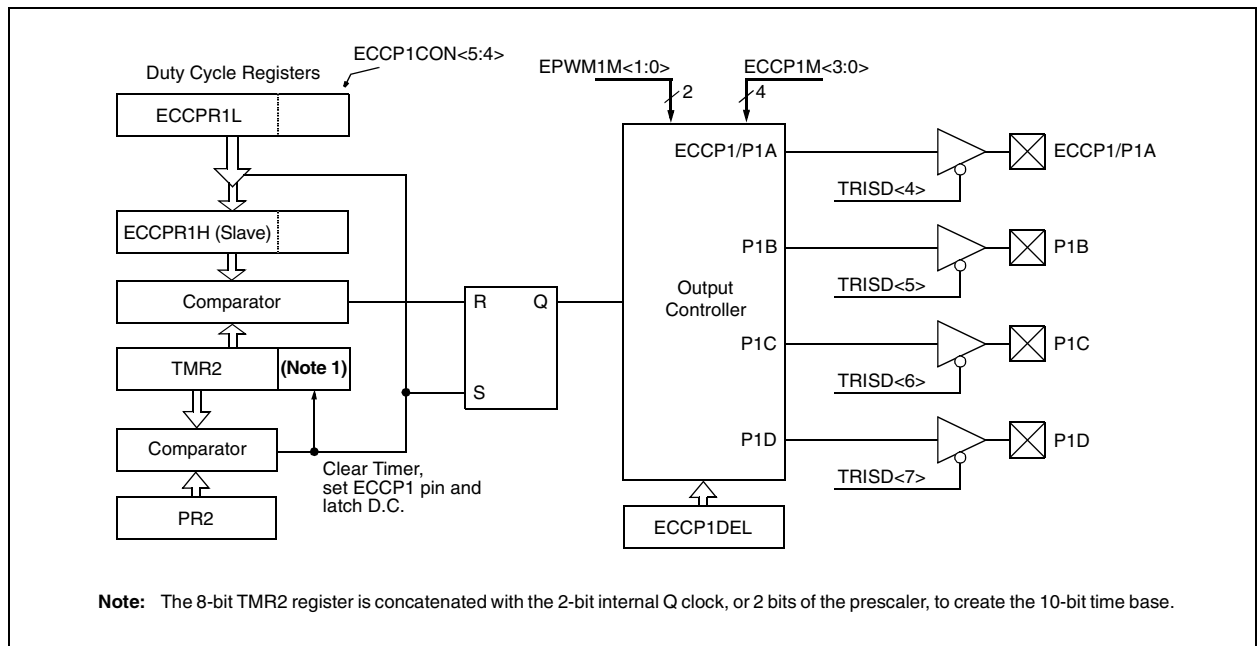 Duty Cycle Registers
ECCP1CON<5:4>
ECCPR1L
ECCPR1H (Slave)
Comparator
TMR2
(Note 1)
Comparator
PR2
Clear Timer,
set ECCP1 pin and
latch D.C.
R
Q
S
EPWM1M<1:0>
2
ECCP1M<3:0>
4
Output
Controller
ECCP1/P1A
P1B
P1C
P1D
ECCP1DEL
TRISD<4>
ECCP1/P1A
TRISD<5>
P1B
TRISD<6>
P1C
TRISD<7>
P1D
Note: The 8-bit TMR2 register is concatenated with the 2-bit internal Q clock, or 2 bits of the prescaler, to create the 10-bit time base.